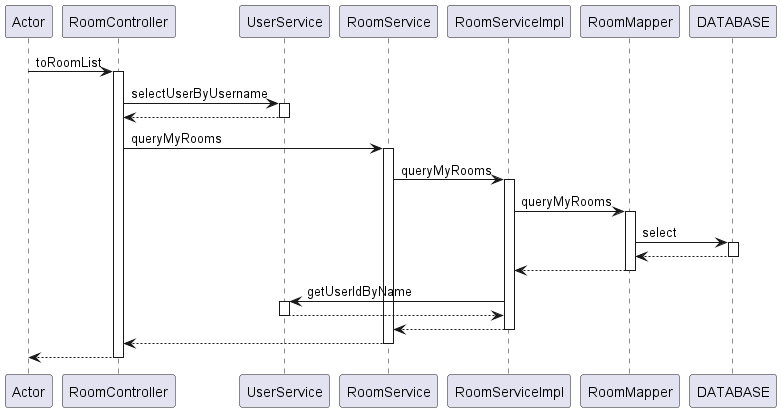 Actor RoomController UserService RoomService RoomServiceImpl RoomMapper DATABASE
toRoomList
selectUserByUsername
queryMyRooms
queryMyRooms
queryMyRooms
select
getUserIdByName
Actor RoomController UserService RoomService RoomServiceImpl RoomMapper DATABASE